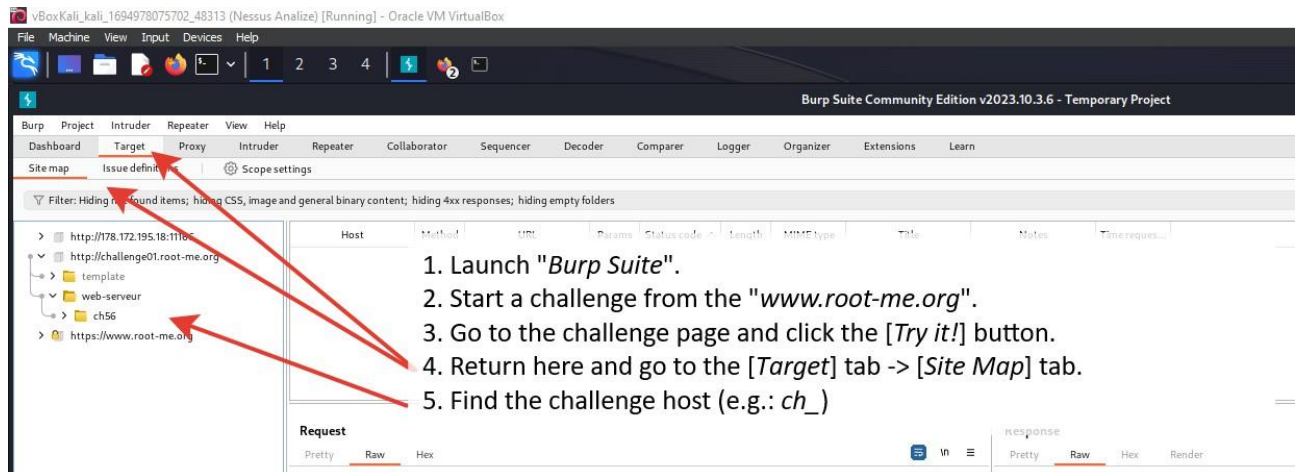 vBoxKali_kali_1694978075702_48313 (Nessus Analize) [Running] - Oracle VM VirtualBox
File Machine View Input Devices Help
1 2 3 4 2
Burp Suite Community Edition v2023.10.3.6 - Temporary Project
Burp Project Intruder Repeater View Help
Dashboard Target Proxy Intruder Repeater Collaborator Sequencer Decoder Comparer Logger Organizer Extensions Learn
Site map Issue Scope settings
Filter: Hiding not found items; hiding CSS, image and general binary content; hiding 4xx responses; hiding empty folders
Host Method URL Params Status code Length MIME type Title Notes Time reques...
http://178.172.195.18:
http://challenge01.root-me.org
template
web-serveur
ch56
https://www.root-me.org
1. Launch "Burp Suite".
2. Start a challenge from the "www.root-me.org".
3. Go to the challenge page and click the [Try it!] button.
4. Return here and go to the [Target] tab -> [Site Map] tab.
5. Find the challenge host (e.g.: ch_)
Request
Pretty Raw Hex
\n
Response
Pretty Raw Hex Render